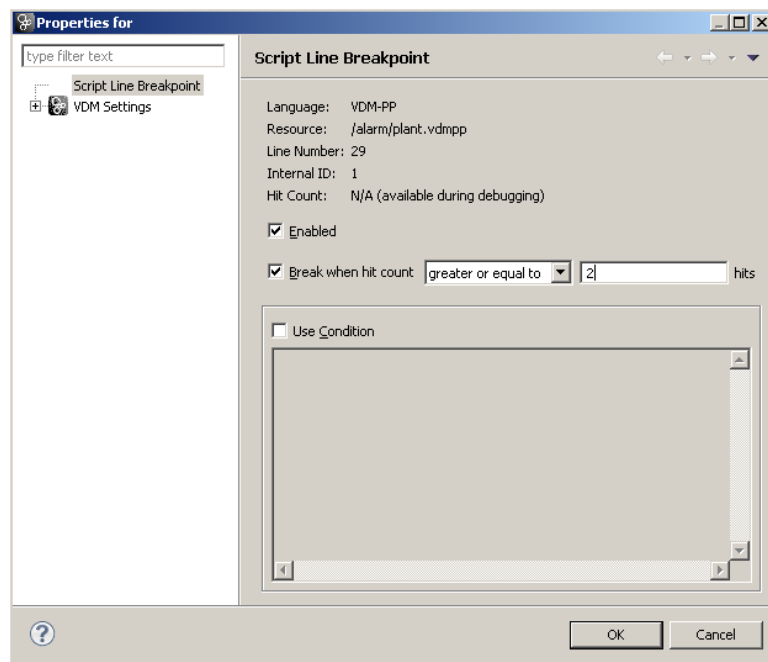 Properties for
type filter text
Script Line Breakpoint
VDM Settings
Script Line Breakpoint
Language: VDM-PP
Resource: /alarm/plant.vdmpp
Line Number: 29
Internal ID: 1
Hit Count: N/A (available during debugging)
Enabled
Break when hit count greater or equal to 2 hits
Use Condition
OK Cancel